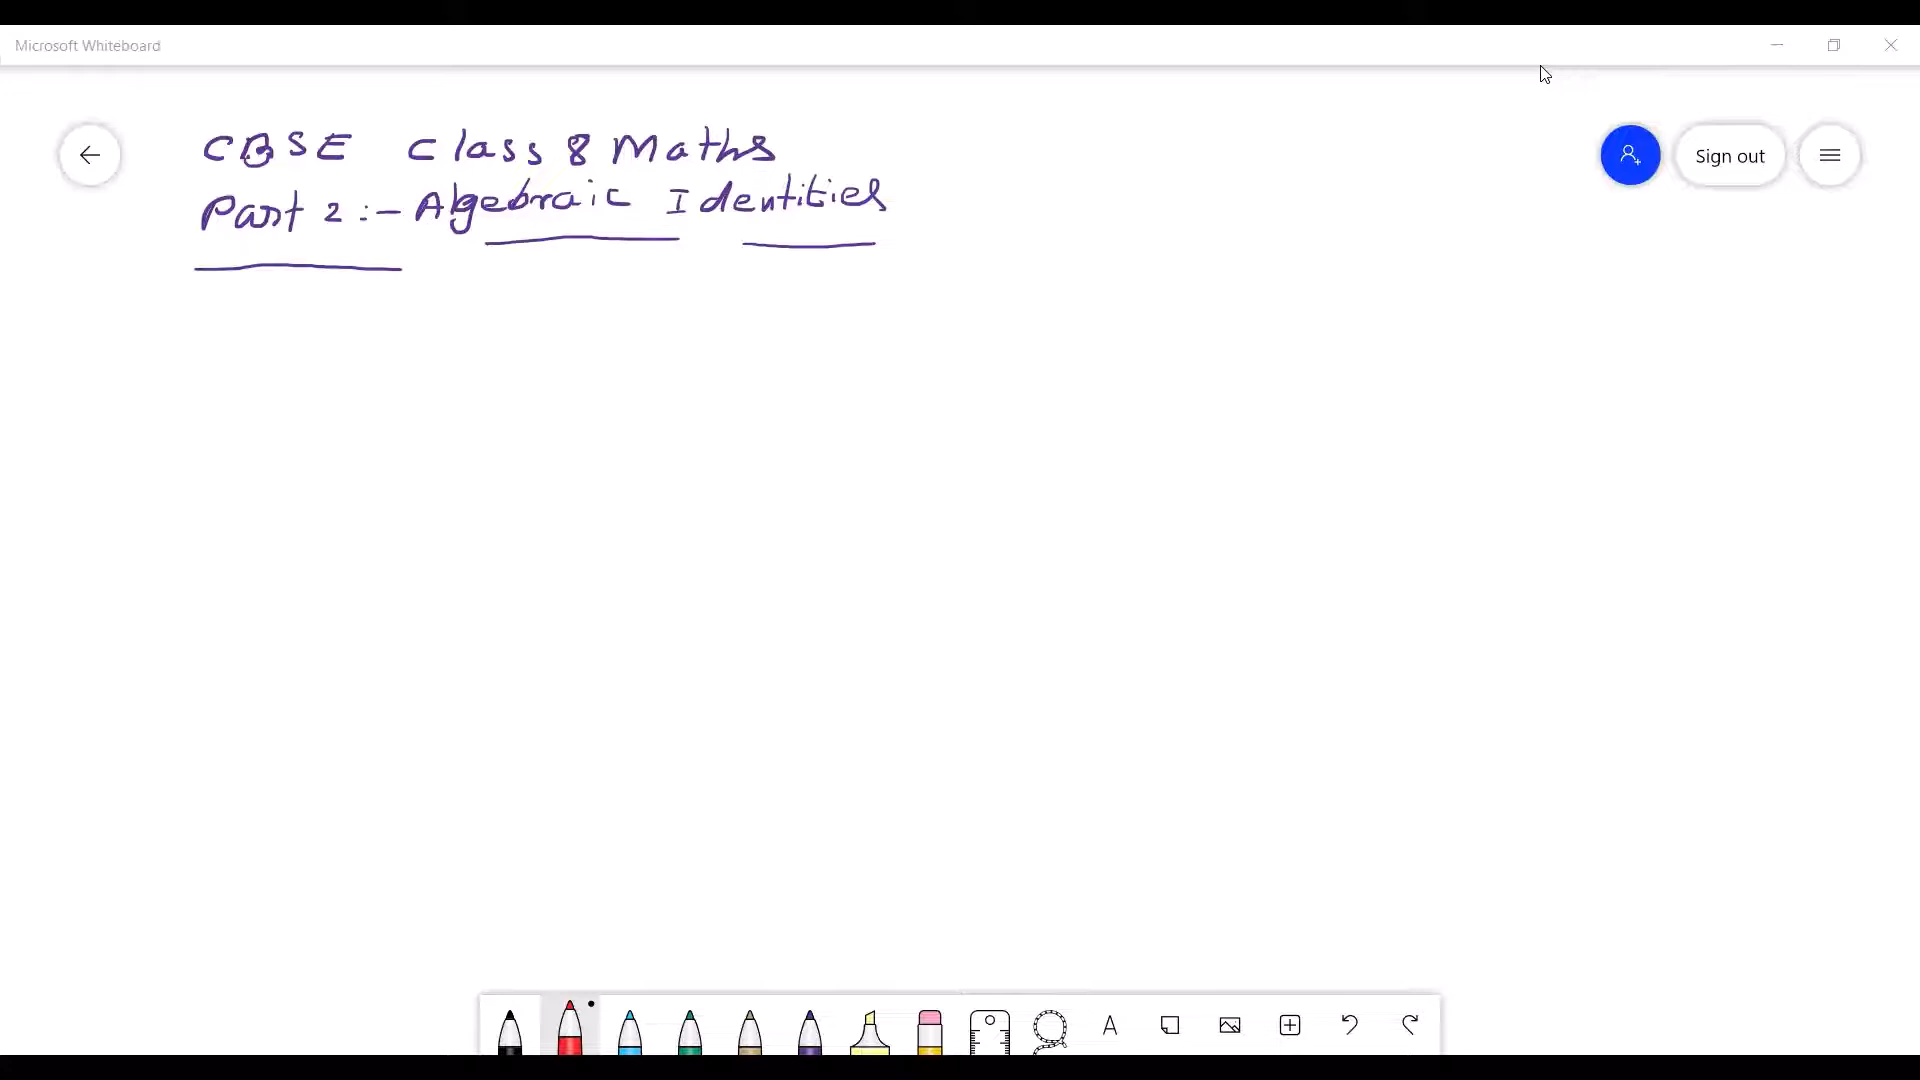 Microsoft Whiteboard
CBSE Class 8 Maths
Sign out
Part 2 :- Algebraic Identities